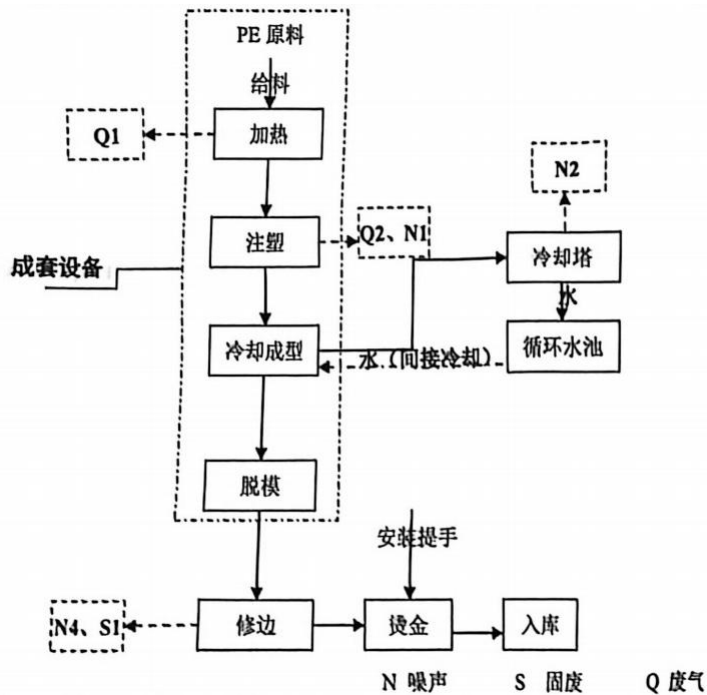 PE 原料
给料
加热
Q1
N2
注塑
Q2、N1
冷却塔
成套设备
水
冷却成型
水（间接冷却）
循环水池
脱模
安装提手
N4、S1
修边
烫金
入库
N 噪声 S 固废 Q 废气